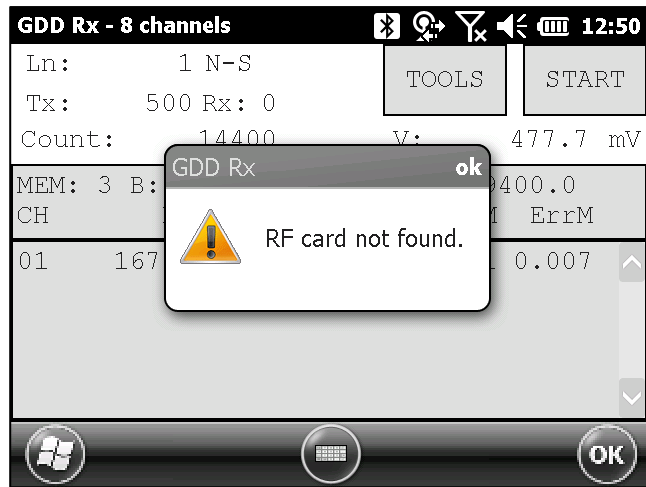 GDD Rx - 8 channels 12:50
Ln: 1 N-S
TOOLS START
Tx: 500 Rx: 0
Count: 14400 V: 477.7 mV
GDD Rx ok
MEM: 3 B: 9400.0
CH ErrM
RF card not found.
01 167 0.007
OK